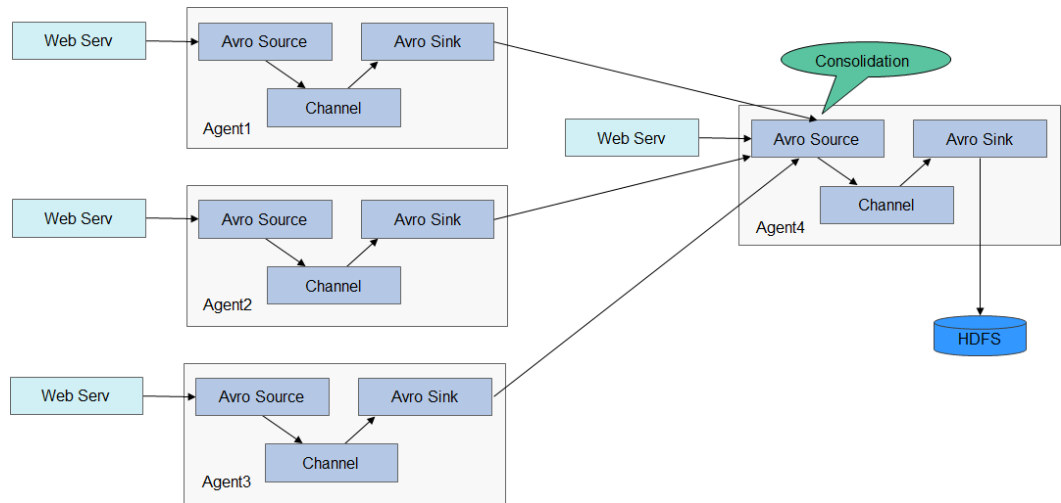 Web Serv
Avro Source
Avro Sink
Channel
Agent1
Consolidation
Web Serv
Avro Source
Avro Sink
Channel
Agent4
Web Serv
Avro Source
Avro Sink
Channel
Agent2
HDFS
Web Serv
Avro Source
Avro Sink
Channel
Agent3